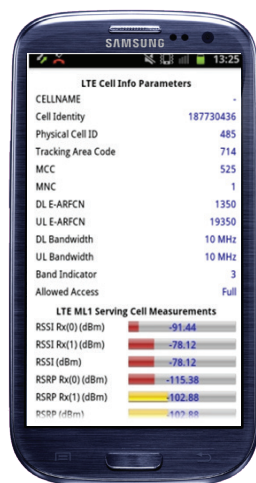 SAMSUNG
13:25
LTE Cell Info Parameters
CELLNAME -
Cell Identity 187730436
Physical Cell ID 485
Tracking Area Code 714
MCC 525
MNC 1
DL E-ARFCN 1350
UL E-ARFCN 19350
DL Bandwidth 10 MHz
UL Bandwidth 10 MHz
Band Indicator 3
Allowed Access Full
LTE ML1 Serving Cell Measurements
RSSI Rx(0) (dBm) -91.44
RSSI Rx(1) (dBm) -78.12
RSSI (dBm) -78.12
RSRP Rx(0) (dBm) -115.38
RSRP Rx(1) (dBm) -102.88
RSRP (dBm) -102.88